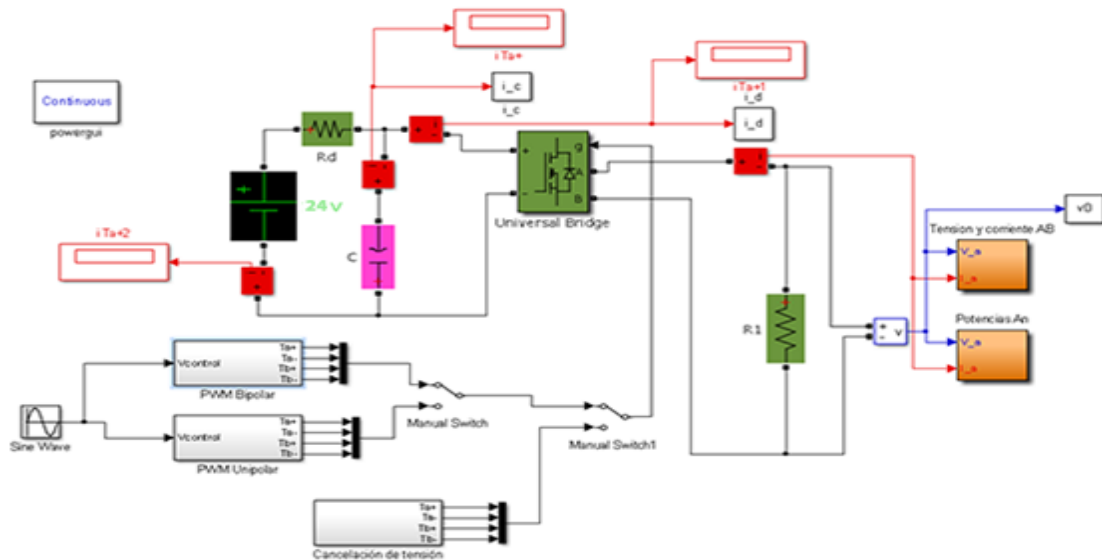 iTa+
i_c
i_c
iTa+1
i_d
i_d
Continuous
powergui
Rd
+
-
g
A
B
Universal Bridge
24v
iTa+2
C
v0
Tension y corriente AB
V_a
I_a
R1
+
-
v
Potencias An
V_a
I_a
Vcontrol
Ta+
Ta-
Tb+
Tb-
PWM Bipolar
Manual Switch
Manual Switch1
Sine Wave
Vcontrol
Ta+
Ta-
Tb+
Tb-
PWM Unipolar
Ta+
Ta-
Tb+
Tb-
Cancelación de tensión